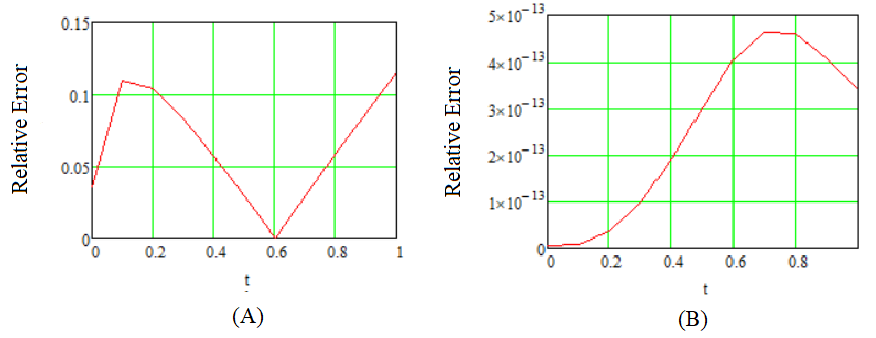 Relative Error
0.15
0.1
0.05
0
0 0.2 0.4 0.6 0.8 1
t
(A)
Relative Error
5×10⁻¹³
4×10⁻¹³
3×10⁻¹³
2×10⁻¹³
1×10⁻¹³
0
0 0.2 0.4 0.6 0.8
t
(B)